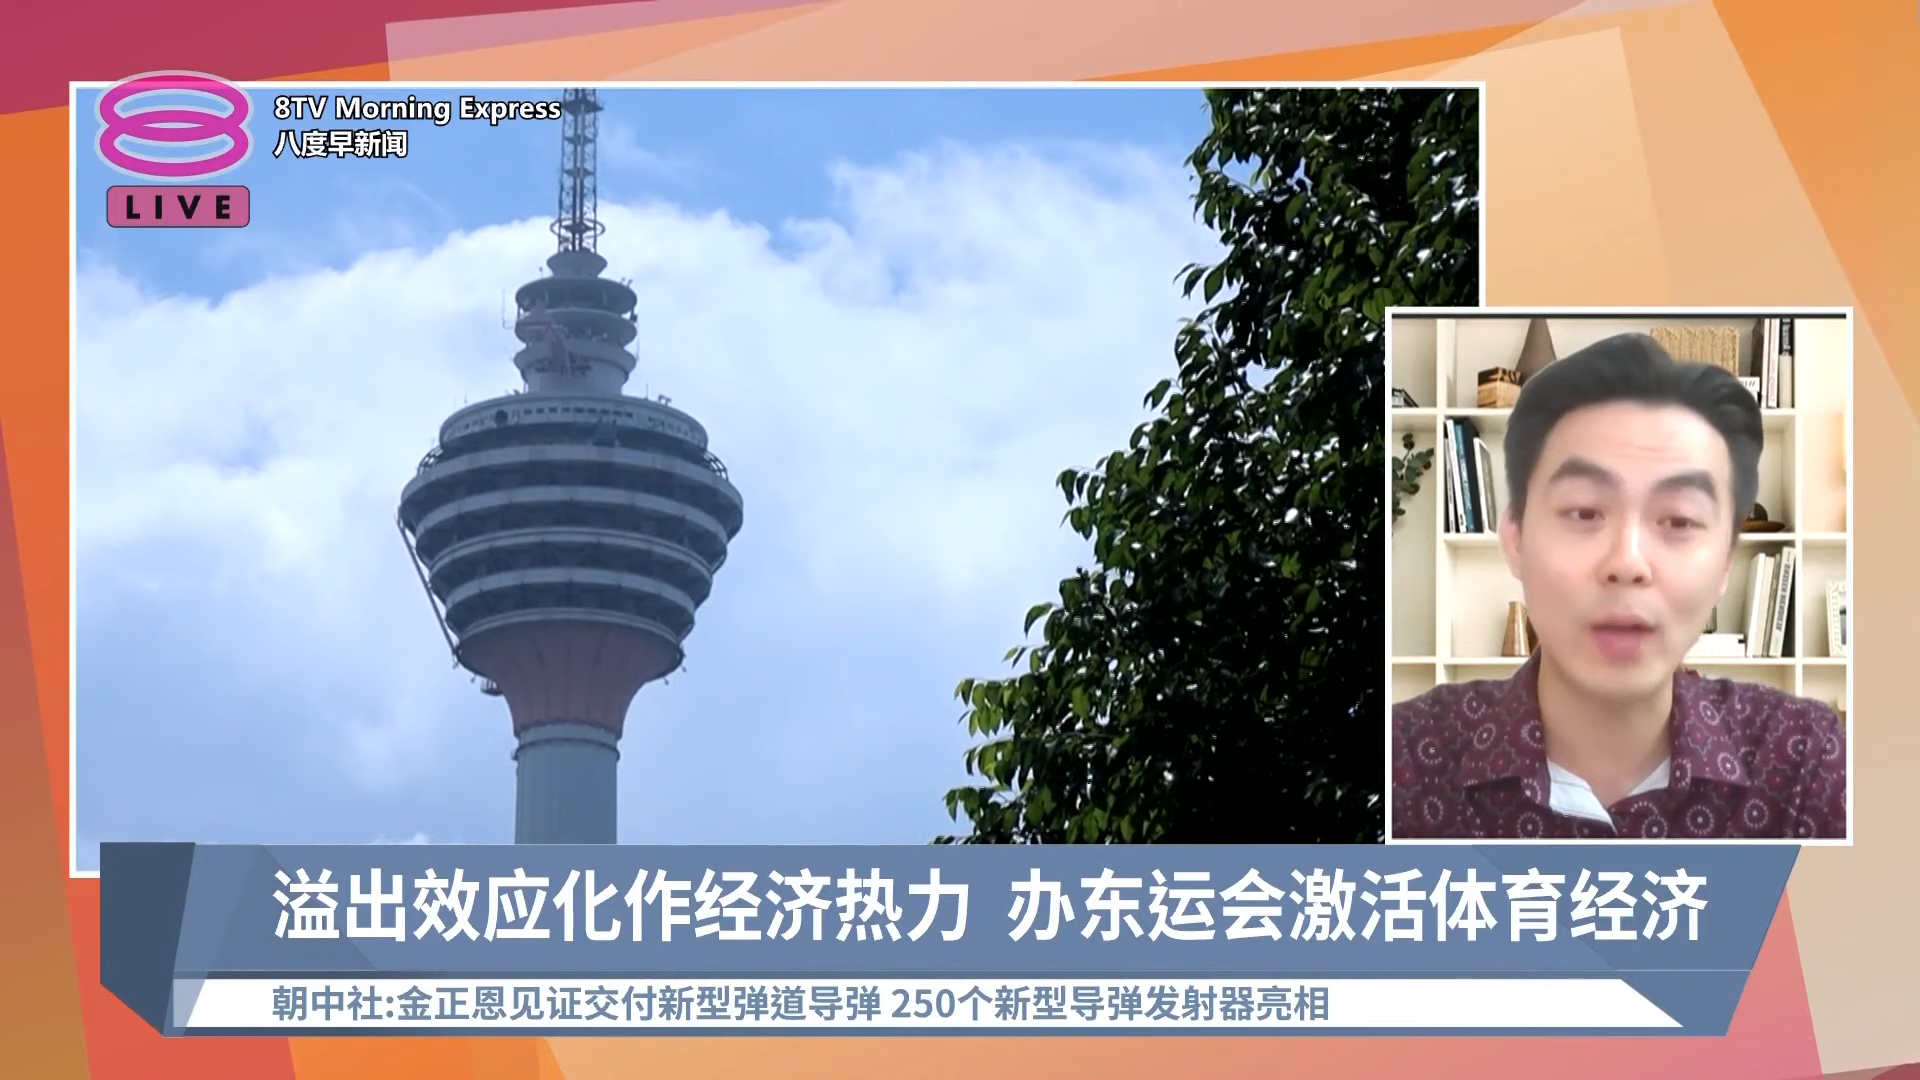 8TV Morning Express
八度早新闻
LIVE
溢出效应化作经济热力 办东运会激活体育经济
朝中社:金正恩见证交付新型弹道导弹 250个新型导弹发射器亮相